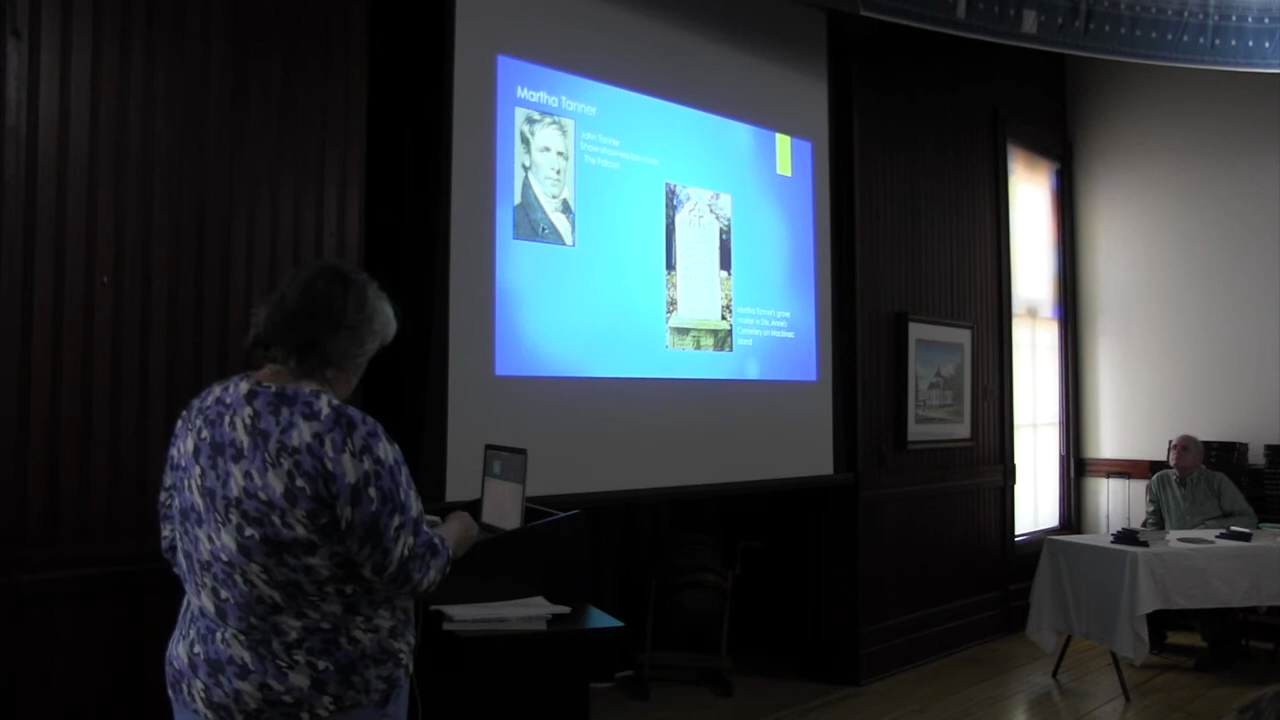 Martha Tanner
John Tanner
The Falcon
Martha Tanner's grave
marker in Ste. Anne's
Cemetery on Mackinac
Island